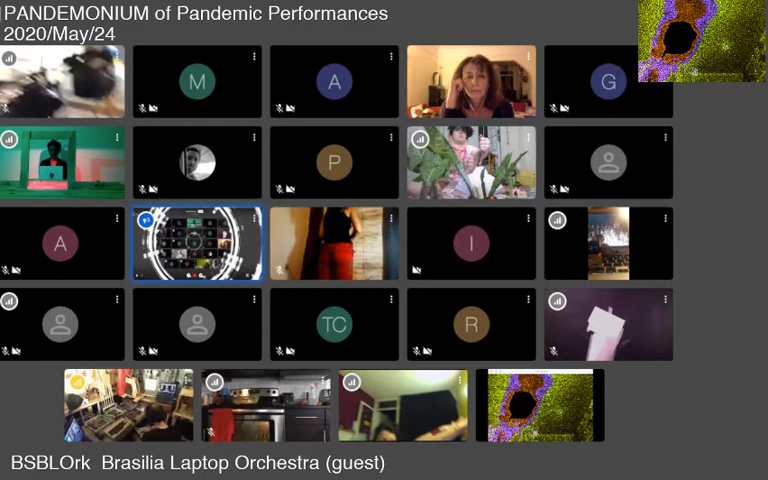 PANDEMONIUM of Pandemic Performances
2020/May/24
M
A
G
P
A
I
TC
R
BSBLOrk Brasilia Laptop Orchestra (guest)